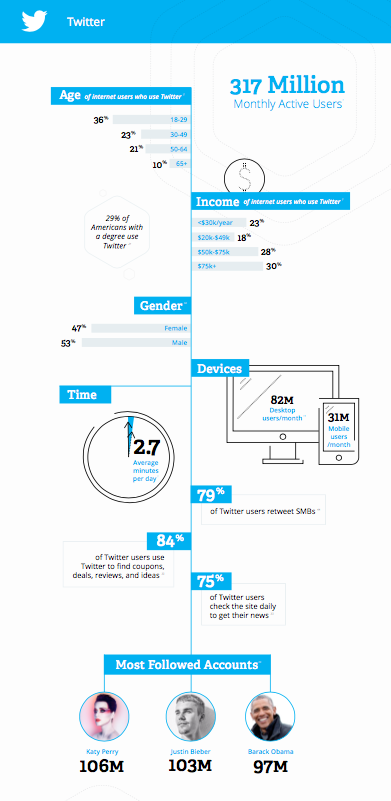 Twitter
317 Million
Monthly Active Users
Age of internet users who use Twitter
36% 18-29
23% 30-49
21% 50-64
10% 65+
$
Income of internet users who use Twitter
<$30k/year 23%
$20k-$49k 18%
$50k-$75k 28%
$75k+ 30%
29% of
Americans with
a degree use
Twitter
Gender
47% Female
53% Male
Devices
82M
Desktop
users/month
31M
Mobile
users
/month
Time
2.7
Average
minutes
per day
79%
of Twitter users retweet SMBs
84%
of Twitter users use
Twitter to find coupons,
deals, reviews, and ideas
75%
of Twitter users
check the site daily
to get their news
Most Followed Accounts
Katy Perry
106M
Justin Bieber
103M
Barack Obama
97M